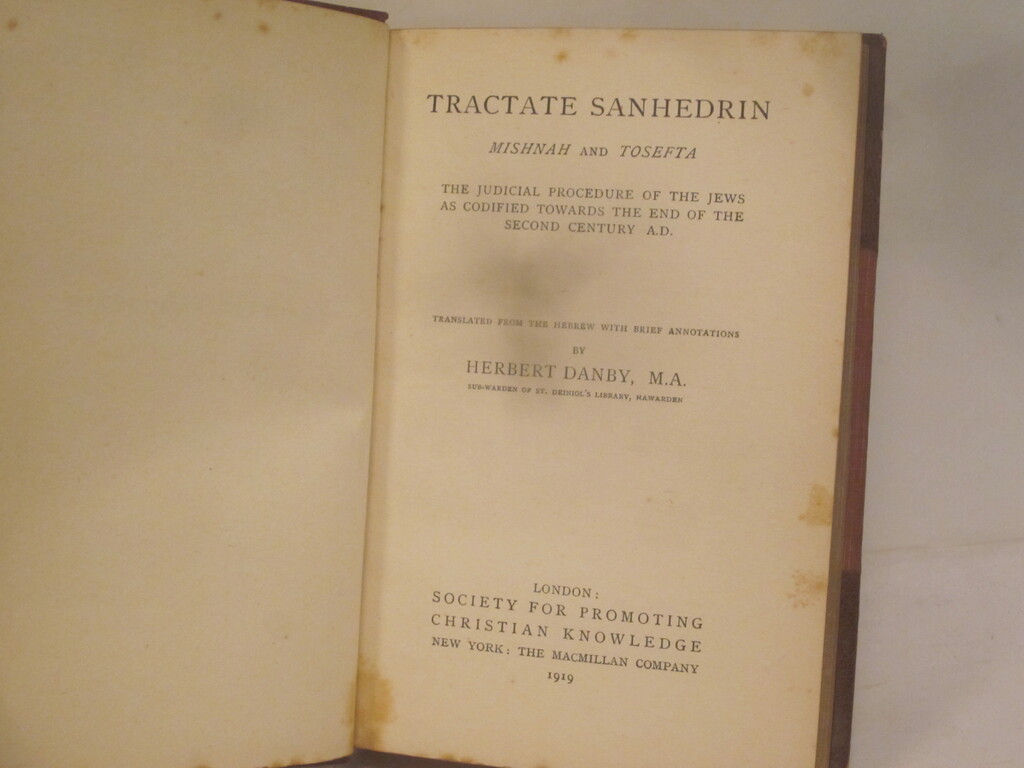 TRACTATE SANHEDRIN
MISHNAH AND TOSEFTA
THE JUDICIAL PROCEDURE OF THE JEWS
AS CODIFIED TOWARDS THE END OF THE
SECOND CENTURY A.D.
TRANSLATED FROM THE HEBREW WITH BRIEF ANNOTATIONS
BY
HERBERT DANBY, M.A.
SUB-WARDEN OF ST. DEINIOL'S LIBRARY, HAWARDEN
LONDON:
SOCIETY FOR PROMOTING
CHRISTIAN KNOWLEDGE
NEW YORK: THE MACMILLAN COMPANY
1919